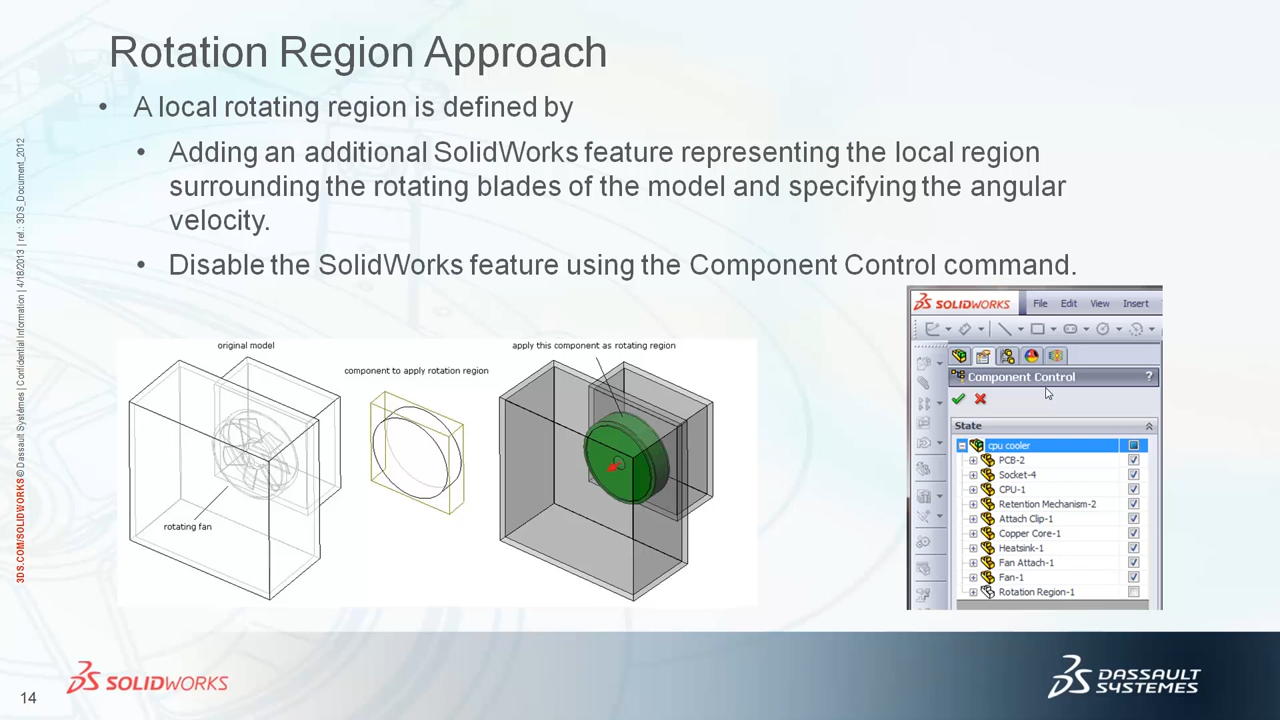 Rotation Region Approach
• A local rotating region is defined by
• Adding an additional SolidWorks feature representing the local region
surrounding the rotating blades of the model and specifying the angular
velocity.
• Disable the SolidWorks feature using the Component Control command.
original model
component to apply rotation region
apply this component as rotating region
rotating fan
SOLIDWORKS File Edit View Insert
Component Control ?
State
cpu cooler
PCB-2
Socket-4
CPU-1
Retention Mechanism-2
Attach Clip-1
Copper Core-1
Heatsink-1
Fan Attach-1
Fan-1
Rotation Region-1
3DS.COM/SOLIDWORKS © Dassault Systèmes | Confidential Information | 4/18/2013 | ref.: 3DS_Document_2012
14
SOLIDWORKS
DASSAULT
SYSTEMES